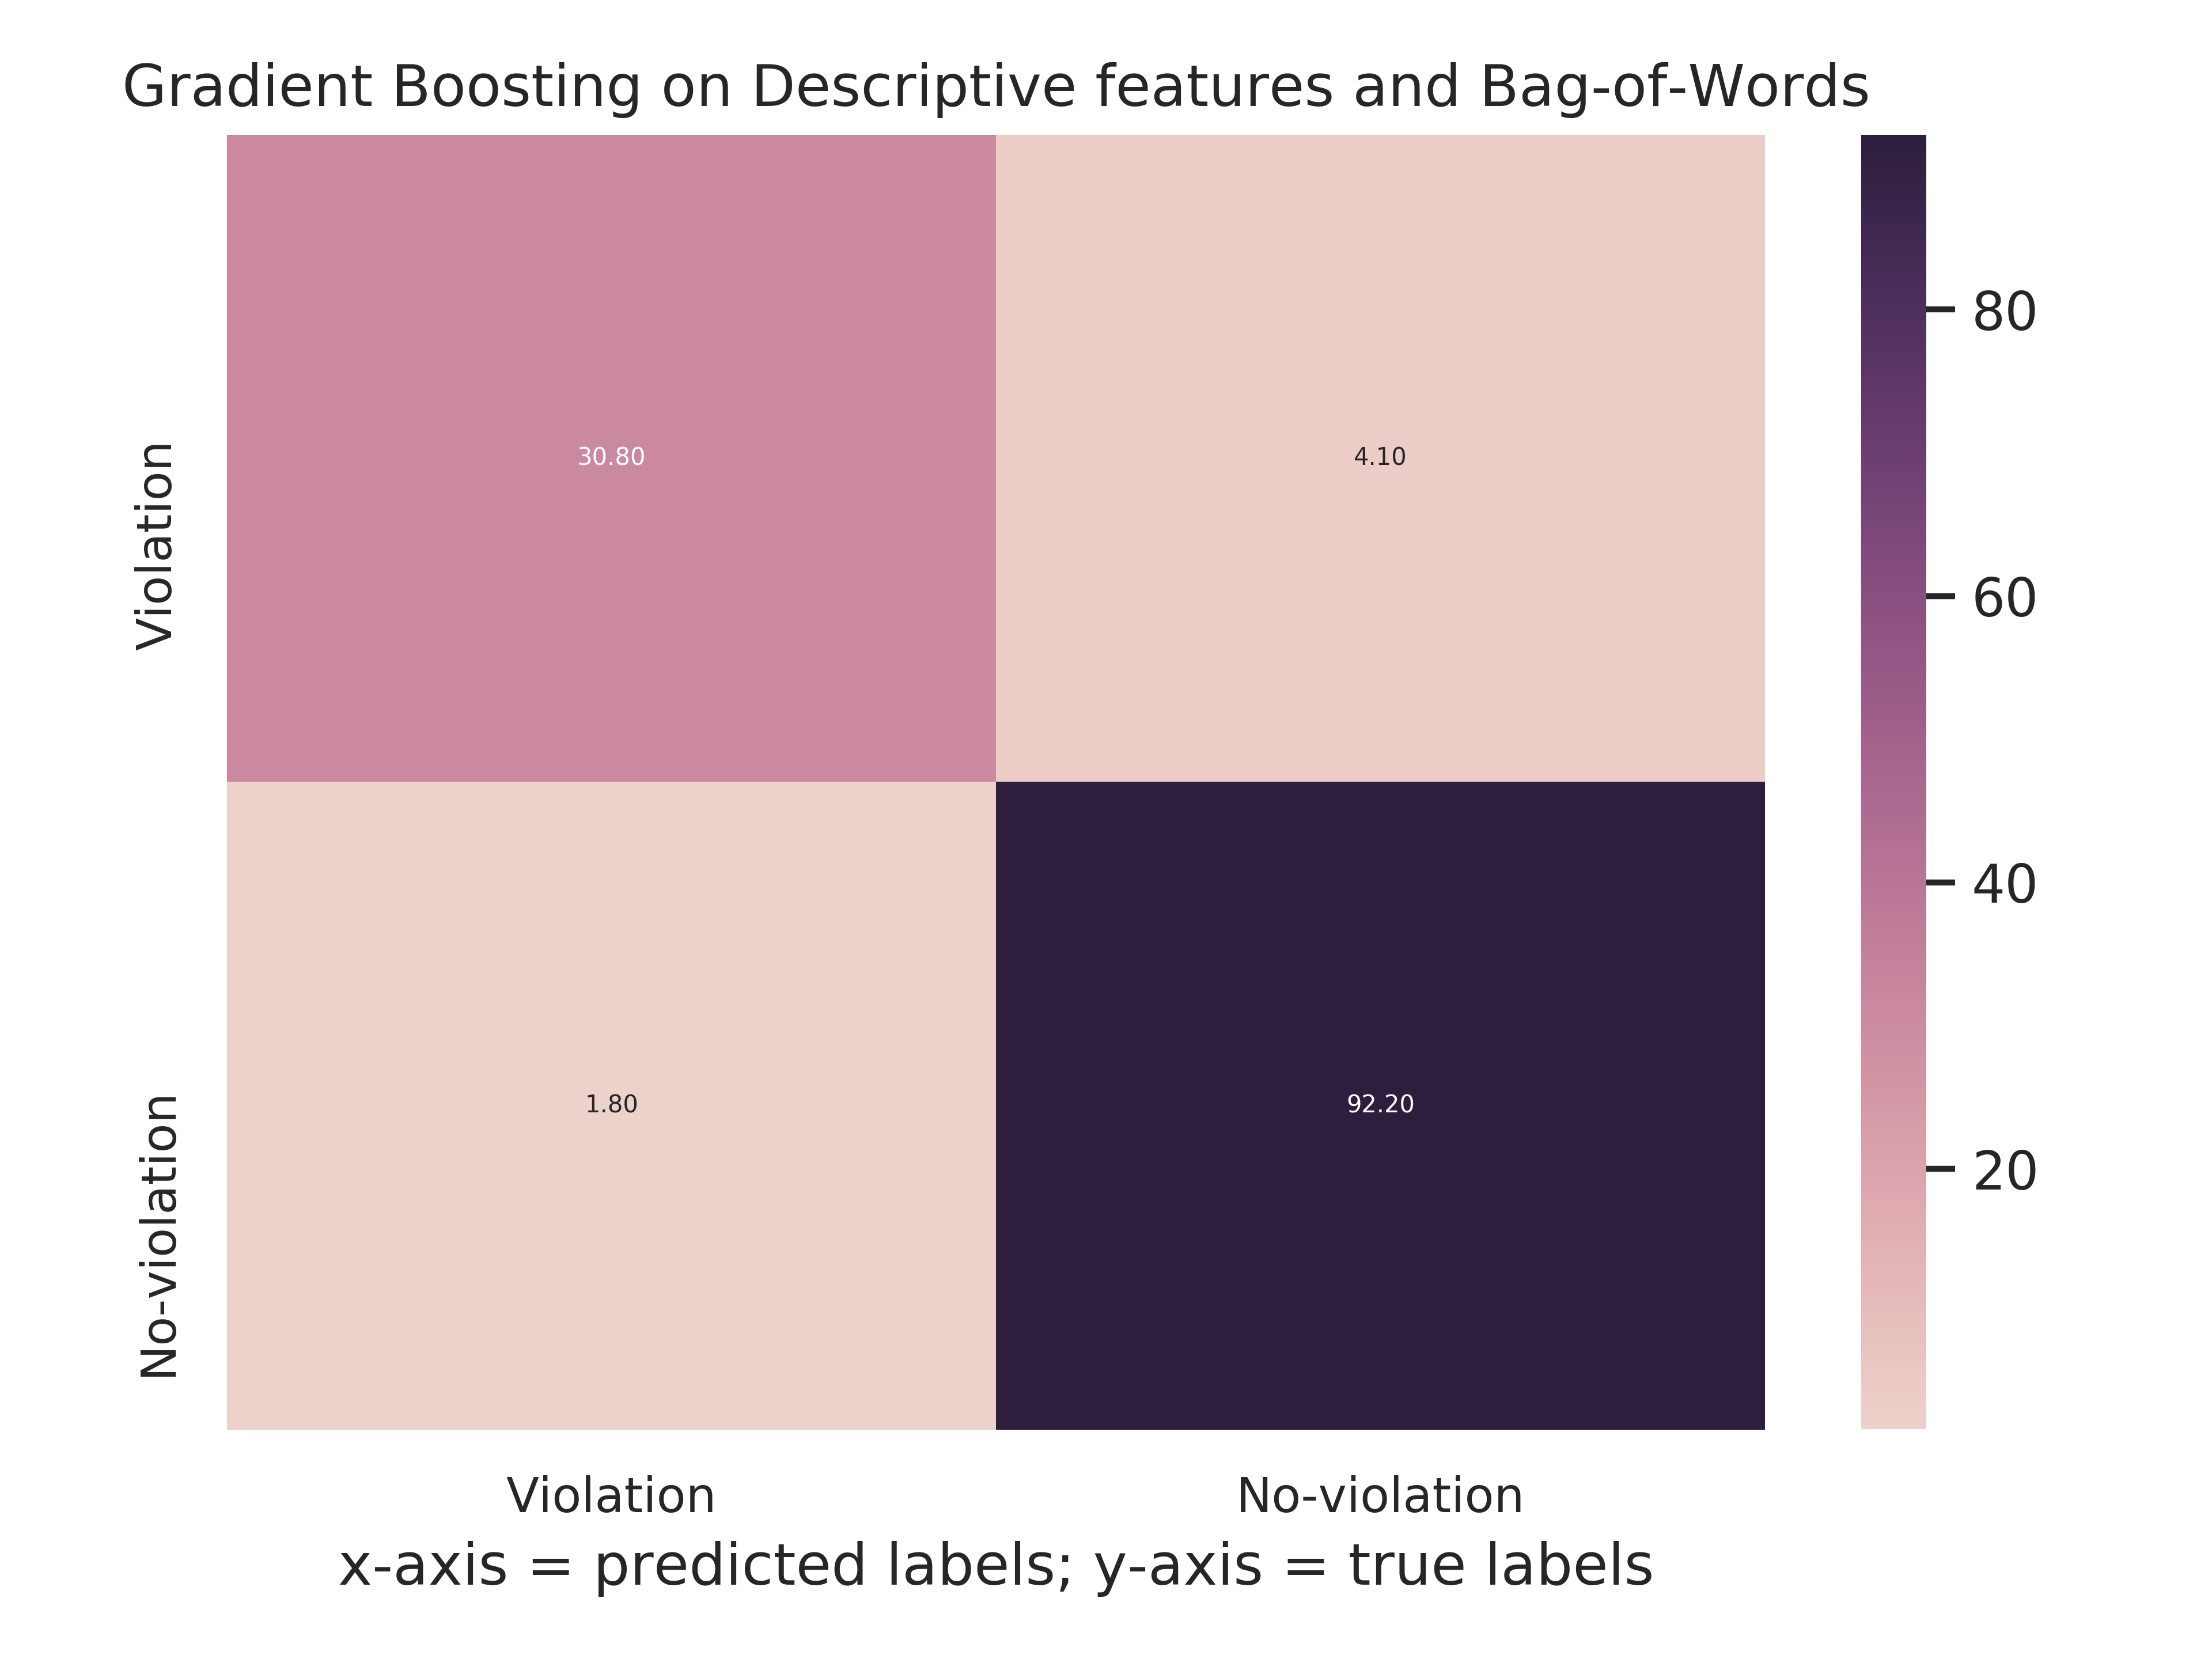 Gradient Boosting on Descriptive features and Bag-of-Words
Violation
30.80
4.10
80
60
40
20
No-violation
1.80
92.20
Violation
No-violation
x-axis = predicted labels; y-axis = true labels